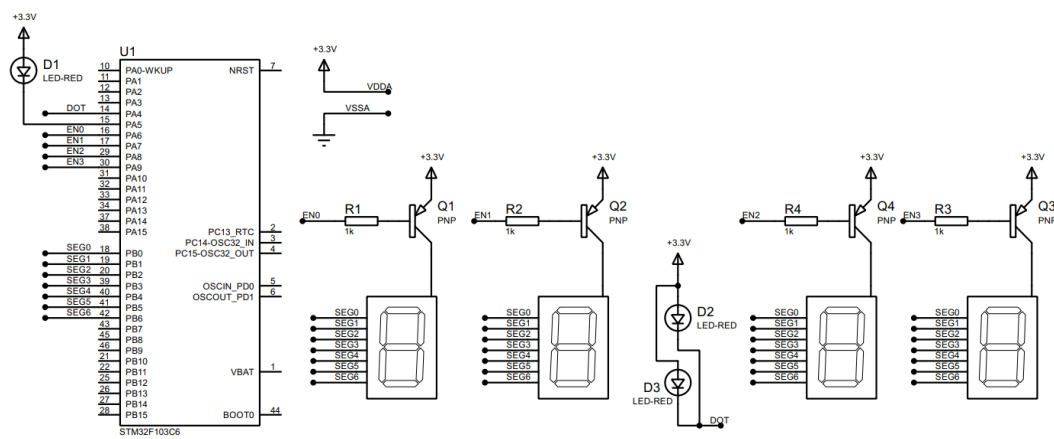 +3.3V
D1
LED-RED
U1
10 PA0-WKUP NRST 7
11 PA1
12 PA2
13 PA3
DOT 14 PA4
15 PA5
EN0 16 PA6
EN1 17 PA7
EN2 29 PA8
EN3 30 PA9
31 PA10
32 PA11
33 PA12
34 PA13
37 PA14
38 PA15
PC13_RTC 2
PC14-OSC32_IN 3
PC15-OSC32_OUT 4
SEG0 18 PB0
SEG1 19 PB1
SEG2 20 PB2
SEG3 39 PB3 OSCIN_PD0 5
SEG4 40 PB4 OSCOUT_PD1 6
SEG5 41 PB5
SEG6 42 PB6
43 PB7
45 PB8
46 PB9
21 PB10
22 PB11 VBAT 1
25 PB12
26 PB13
27 PB14
28 PB15 BOOT0 44
STM32F103C6
+3.3V
VDDA
VSSA
+3.3V
EN0
R1
1k
Q1
PNP
SEG0
SEG1
SEG2
SEG3
SEG4
SEG5
SEG6
+3.3V
EN1
R2
1k
Q2
PNP
SEG0
SEG1
SEG2
SEG3
SEG4
SEG5
SEG6
+3.3V
D2
LED-RED
D3
LED-RED
DOT
+3.3V
EN2
R4
1k
Q4
PNP
SEG0
SEG1
SEG2
SEG3
SEG4
SEG5
SEG6
+3.3V
EN3
R3
1k
Q3
PNP
SEG0
SEG1
SEG2
SEG3
SEG4
SEG5
SEG6